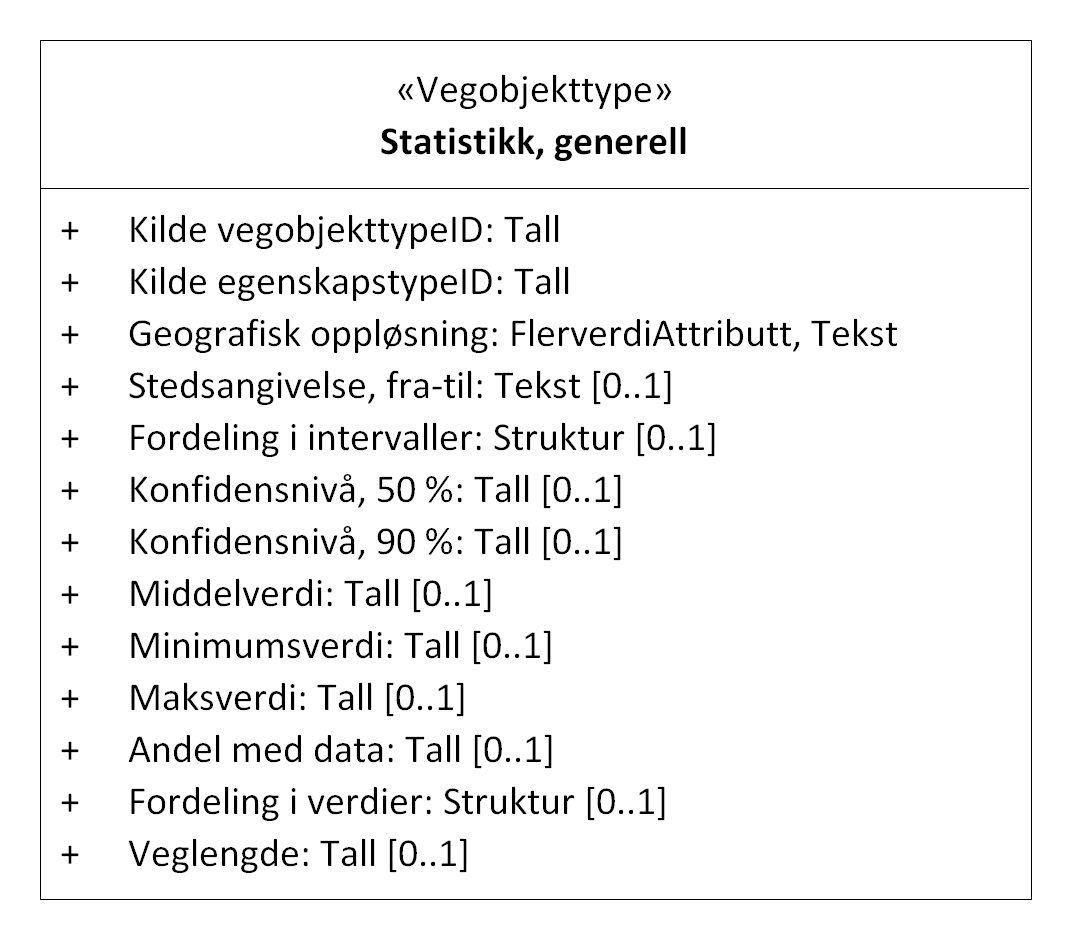 «Vegobjekttype»
Statistikk, generell
+ Kilde vegobjekttypeID: Tall
+ Kilde egenskapstypeID: Tall
+ Geografisk oppløsning: FlerverdiAttributt, Tekst
+ Stedsangivelse, fra-til: Tekst [0..1]
+ Fordeling i intervaller: Struktur [0..1]
+ Konfidensnivå, 50 %: Tall [0..1]
+ Konfidensnivå, 90 %: Tall [0..1]
+ Middelverdi: Tall [0..1]
+ Minimumsverdi: Tall [0..1]
+ Maksverdi: Tall [0..1]
+ Andel med data: Tall [0..1]
+ Fordeling i verdier: Struktur [0..1]
+ Veglengde: Tall [0..1]